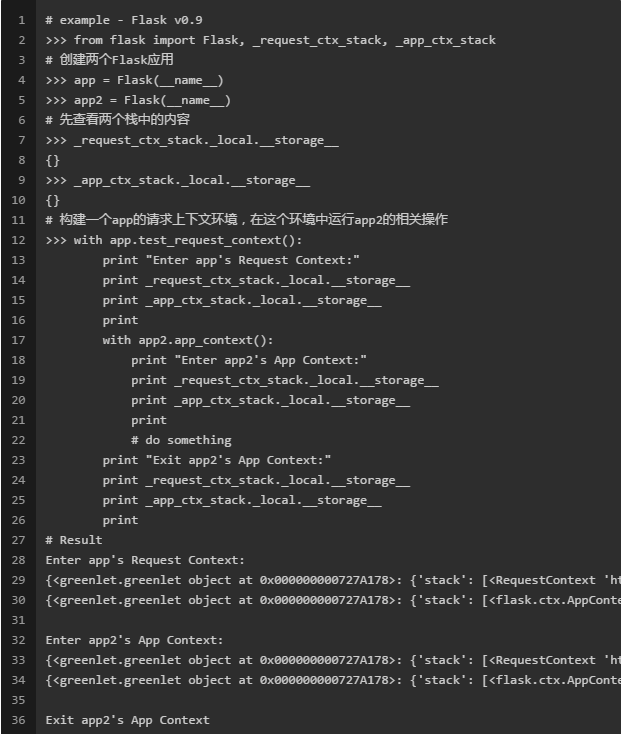 1 # example - Flask v0.9
2 >>> from flask import Flask, _request_ctx_stack, _app_ctx_stack
3 # 创建两个Flask应用
4 >>> app = Flask(__name__)
5 >>> app2 = Flask(__name__)
6 # 先查看两个栈中的内容
7 >>> _request_ctx_stack._local.__storage__
8 {}
9 >>> _app_ctx_stack._local.__storage__
10 {}
11 # 构建一个app的请求上下文环境，在这个环境中运行app2的相关操作
12 >>> with app.test_request_context():
13         print "Enter app's Request Context:"
14         print _request_ctx_stack._local.__storage__
15         print _app_ctx_stack._local.__storage__
16         print
17         with app2.app_context():
18             print "Enter app2's App Context:"
19             print _request_ctx_stack._local.__storage__
20             print _app_ctx_stack._local.__storage__
21             print
22             # do something
23         print "Exit app2's App Context:"
24         print _request_ctx_stack._local.__storage__
25         print _app_ctx_stack._local.__storage__
26         print
27 # Result
28 Enter app's Request Context:
29 {<greenlet.greenlet object at 0x000000000727A178>: {'stack': [<RequestContext 'ht
30 {<greenlet.greenlet object at 0x000000000727A178>: {'stack': [<flask.ctx.AppConte
31
32 Enter app2's App Context:
33 {<greenlet.greenlet object at 0x000000000727A178>: {'stack': [<RequestContext 'ht
34 {<greenlet.greenlet object at 0x000000000727A178>: {'stack': [<flask.ctx.AppConte
35
36 Exit app2's App Context